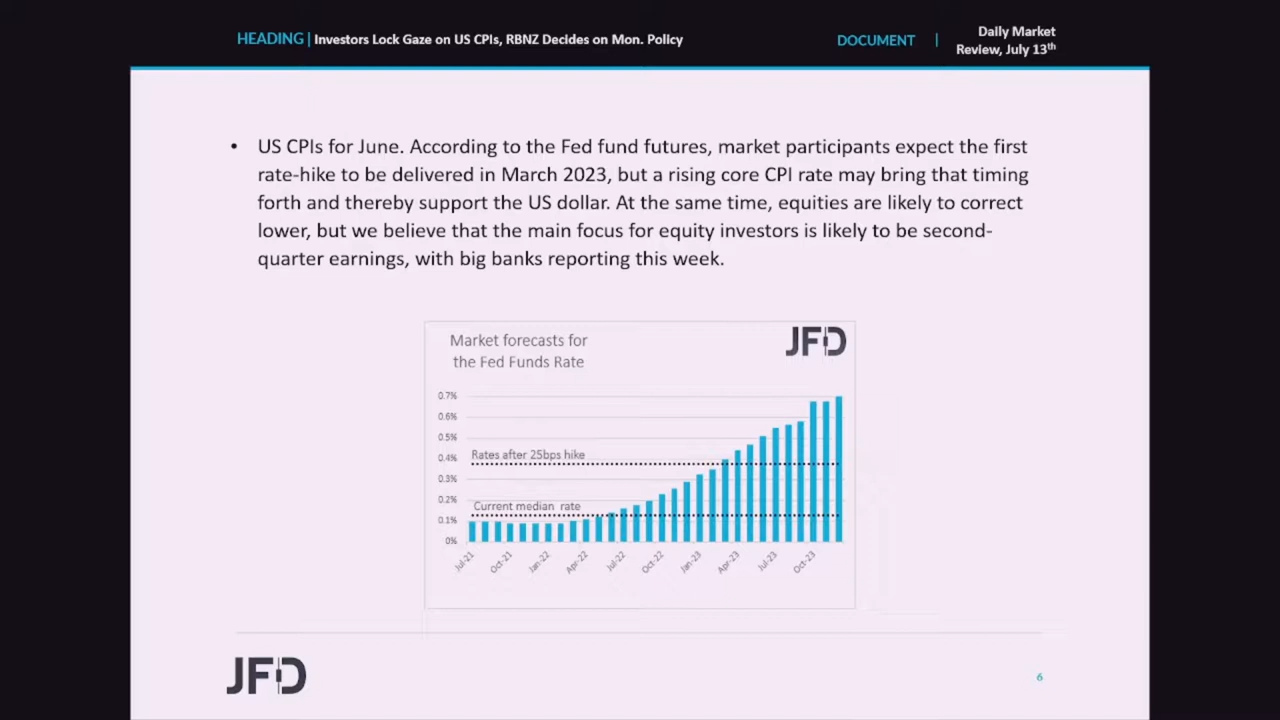 HEADING | Investors Lock Gaze on US CPIs, RBNZ Decides on Mon. Policy
DOCUMENT | Daily Market
Review, July 13th
• US CPIs for June. According to the Fed fund futures, market participants expect the first
rate-hike to be delivered in March 2023, but a rising core CPI rate may bring that timing
forth and thereby support the US dollar. At the same time, equities are likely to correct
lower, but we believe that the main focus for equity investors is likely to be second-
quarter earnings, with big banks reporting this week.
Market forecasts for
the Fed Funds Rate
JFD
0.7%
0.6%
0.5%
Rates after 25bps hike
0.4%
0.3%
0.2%
Current median rate
0.1%
0%
Jul-21 Oct-21 Jan-22 Apr-22 Jul-22 Oct-22 Jan-23 Apr-23 Jul-23 Oct-23
JFD
6